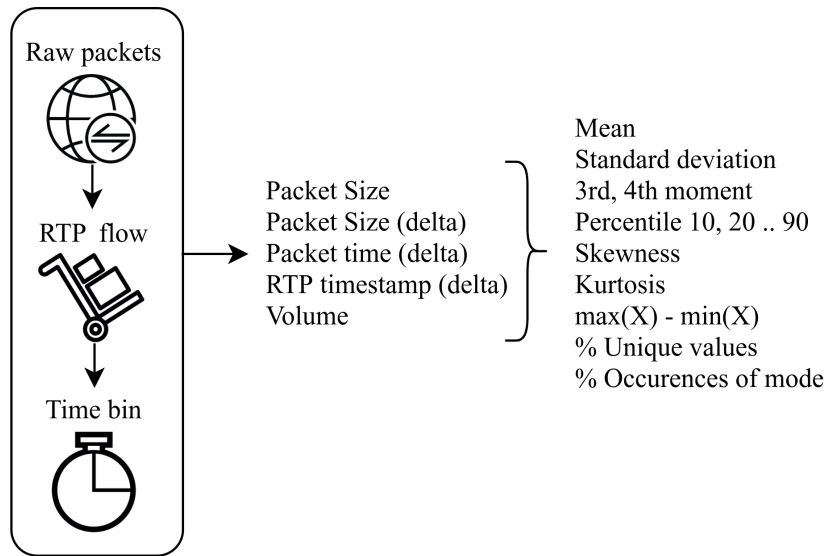 Raw packets
RTP flow
Time bin
Packet Size
Packet Size (delta)
Packet time (delta)
RTP timestamp (delta)
Volume
Mean
Standard deviation
3rd, 4th moment
Percentile 10, 20 .. 90
Skewness
Kurtosis
max(X) - min(X)
% Unique values
% Occurences of mode